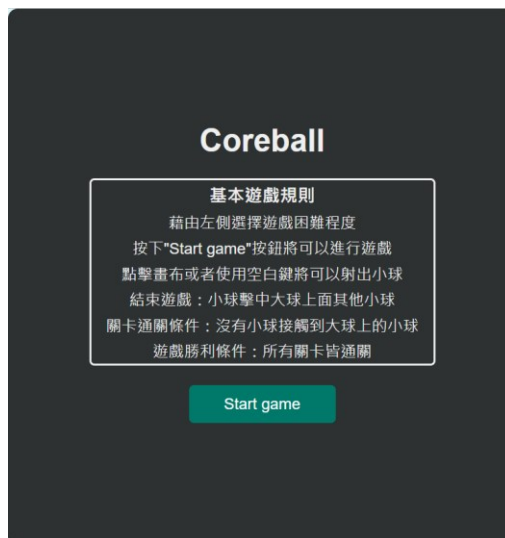 Coreball
基本遊戲規則
藉由左側選擇遊戲困難程度
按下"Start game"按鈕將可以進行遊戲
點擊畫布或者使用空白鍵將可以射出小球
結束遊戲：小球擊中大球上面其他小球
關卡通關條件：沒有小球接觸到大球上的小球
遊戲勝利條件：所有關卡皆通關
Start game